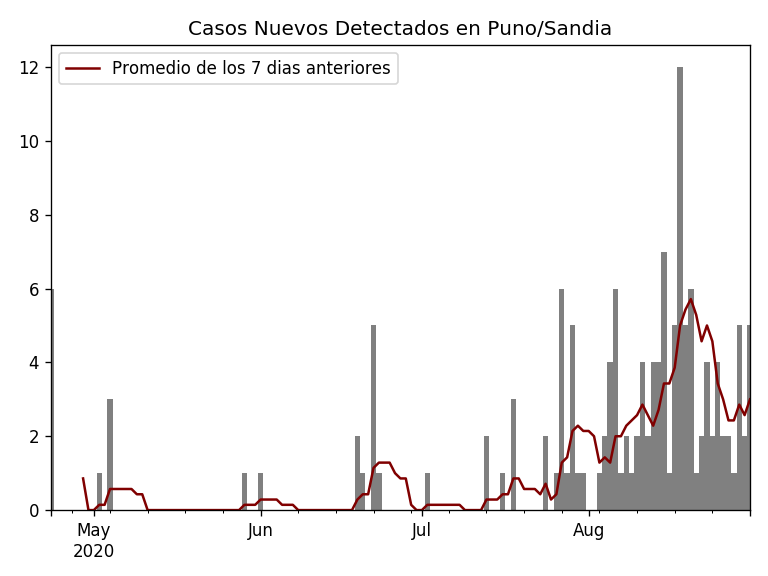 Casos Nuevos Detectados en Puno/Sandia
Promedio de los 7 dias anteriores
12
10
8
6
4
2
0
May Jun Jul Aug
2020